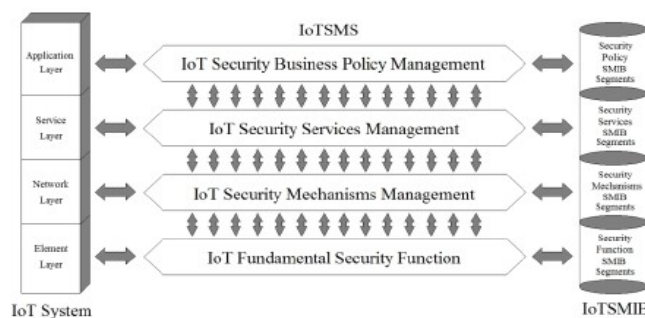 IoTSMS
Application
Layer
IoT Security Business Policy Management
Security
Policy
SMIB
Segments
Service
Layer
IoT Security Services Management
Security
Services
SMIB
Segments
Network
Layer
IoT Security Mechanisms Management
Security
Mechanisms
SMIB
Segments
Element
Layer
IoT Fundamental Security Function
Security
Function
SMIB
Segments
IoT System
IoTSMIB